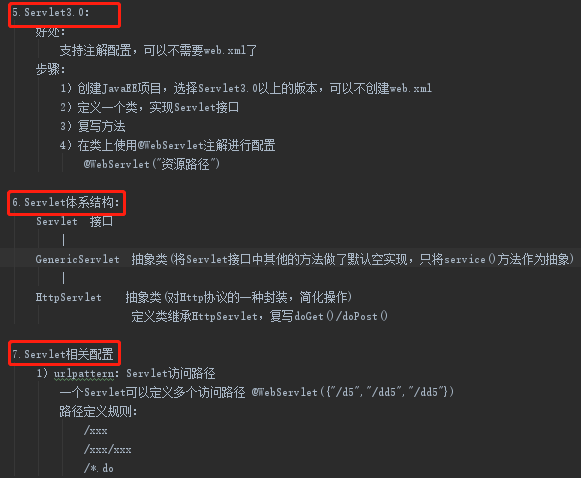 5.Servlet3.0:
好处:
支持注解配置，可以不需要web.xml了
步骤:
1）创建JavaEE项目，选择Servlet3.0以上的版本，可以不创建web.xml
2）定义一个类，实现Servlet接口
3）复写方法
4）在类上使用@WebServlet注解进行配置
@WebServlet("资源路径")
6.Servlet体系结构:
Servlet 接口
|
GenericServlet 抽象类(将Servlet接口中其他的方法做了默认空实现，只将service()方法作为抽象)
|
HttpServlet 抽象类(对Http协议的一种封装，简化操作)
定义类继承HttpServlet，复写doGet()/doPost()
7.Servlet相关配置
1）urlpattern: Servlet访问路径
一个Servlet可以定义多个访问路径 @WebServlet({"/d5","/dd5","/dd5"})
路径定义规则:
/xxx
/xxx/xxx
/*.do